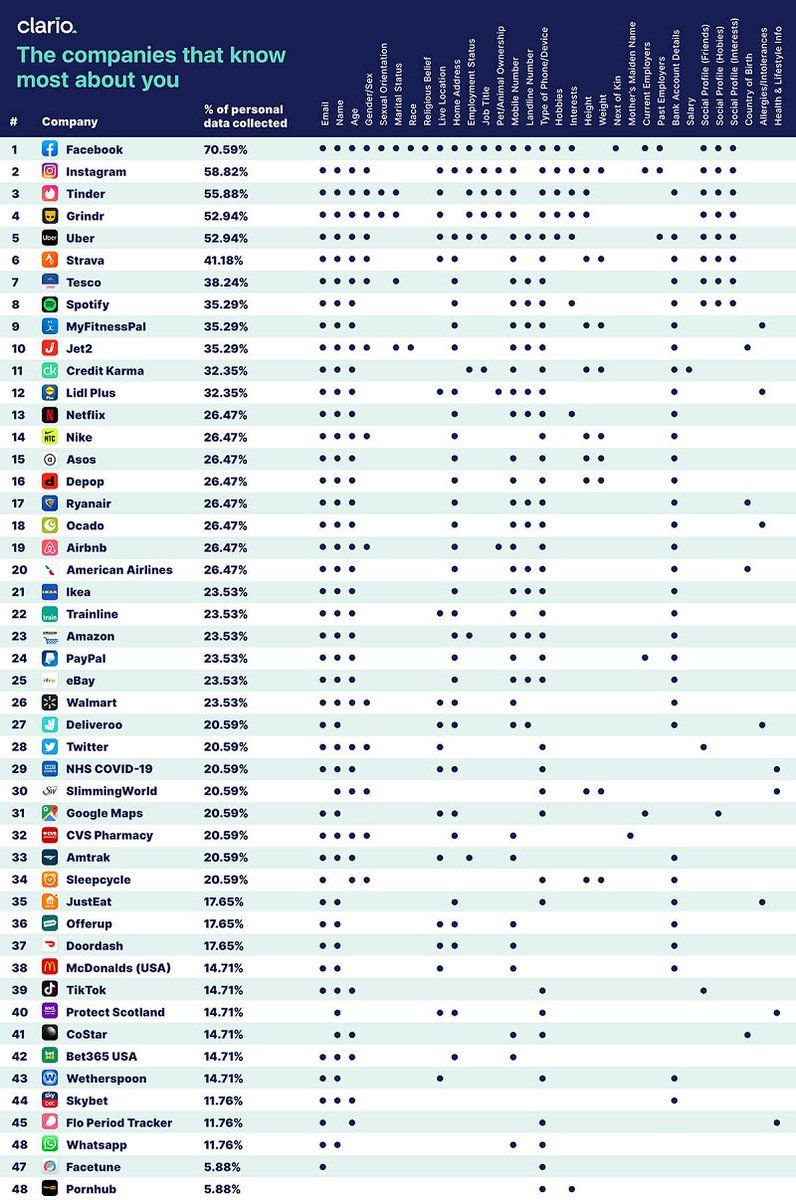 clario.
The companies that know
most about you
# Company % of personal
data collected
Email
Name
Age
Gender/Sex
Sexual Orientation
Marital Status
Race
Religious Belief
Live Location
Home Address
Employment Status
Job Title
Pet/Animal Ownership
Mobile Number
Landline Number
Type of Phone/Device
Hobbies
Interests
Height
Weight
Next of Kin
Mother's Maiden Name
Current Employers
Past Employers
Bank Account Details
Salary
Social Profile (Friends)
Social Profile (Hobies)
Social Profile (Interests)
Country of Birth
Allergies/Intolerances
Health & Lifestyle Info
1 Facebook 70.59%
2 Instagram 58.82%
3 Tinder 55.88%
4 Grindr 52.94%
5 Uber Uber 52.94%
6 Strava 41.18%
7 Tesco 38.24%
8 Spotify 35.29%
9 MyFitnessPal 35.29%
10 Jet2 35.29%
11 ck Credit Karma 32.35%
12 Lidl Plus 32.35%
13 N Netflix 26.47%
14 NTC Nike 26.47%
15 a Asos 26.47%
16 d Depop 26.47%
17 Ryanair 26.47%
18 Ocado 26.47%
19 Airbnb 26.47%
20 American Airlines 26.47%
21 IKEA Ikea 23.53%
22 train Trainline 23.53%
23 Amazon 23.53%
24 PayPal 23.53%
25 ebay eBay 23.53%
26 Walmart 23.53%
27 Deliveroo 20.59%
28 Twitter 20.59%
29 NHS COVID-19 20.59%
30 SW SlimmingWorld 20.59%
31 Google Maps 20.59%
32 CVS CVS Pharmacy 20.59%
33 Amtrak 20.59%
34 Sleepcycle 20.59%
35 JustEat 17.65%
36 Offerup 17.65%
37 Doordash 17.65%
38 McDonalds (USA) 14.71%
39 TikTok 14.71%
40 NHS Protect Scotland 14.71%
41 CoStar 14.71%
42 bet365 Bet365 USA 14.71%
43 W Wetherspoon 14.71%
44 sky bet Skybet 11.76%
45 Flo Period Tracker 11.76%
48 Whatsapp 11.76%
47 Facetune 5.88%
48 Pornhub 5.88%